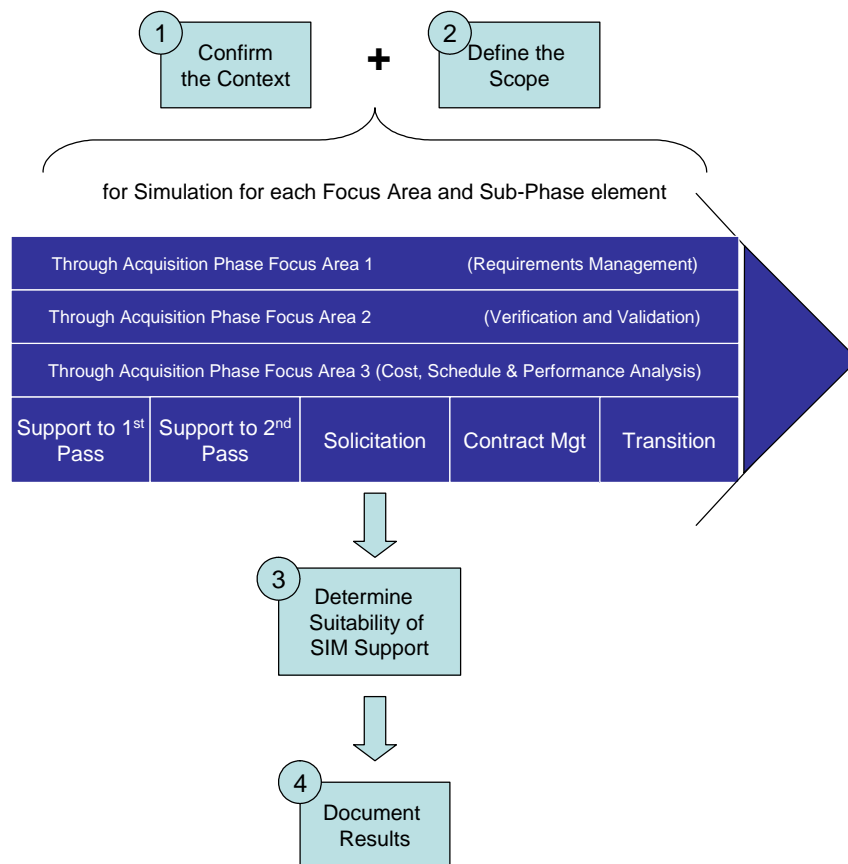 1
Confirm
the Context
+
2
Define the
Scope
for Simulation for each Focus Area and Sub-Phase element
Through Acquisition Phase Focus Area 1 (Requirements Management)
Through Acquisition Phase Focus Area 2 (Verification and Validation)
Through Acquisition Phase Focus Area 3 (Cost, Schedule & Performance Analysis)
Support to 1st
Pass
Support to 2nd
Pass
Solicitation
Contract Mgt
Transition
3
Determine
Suitability of
SIM Support
4
Document
Results